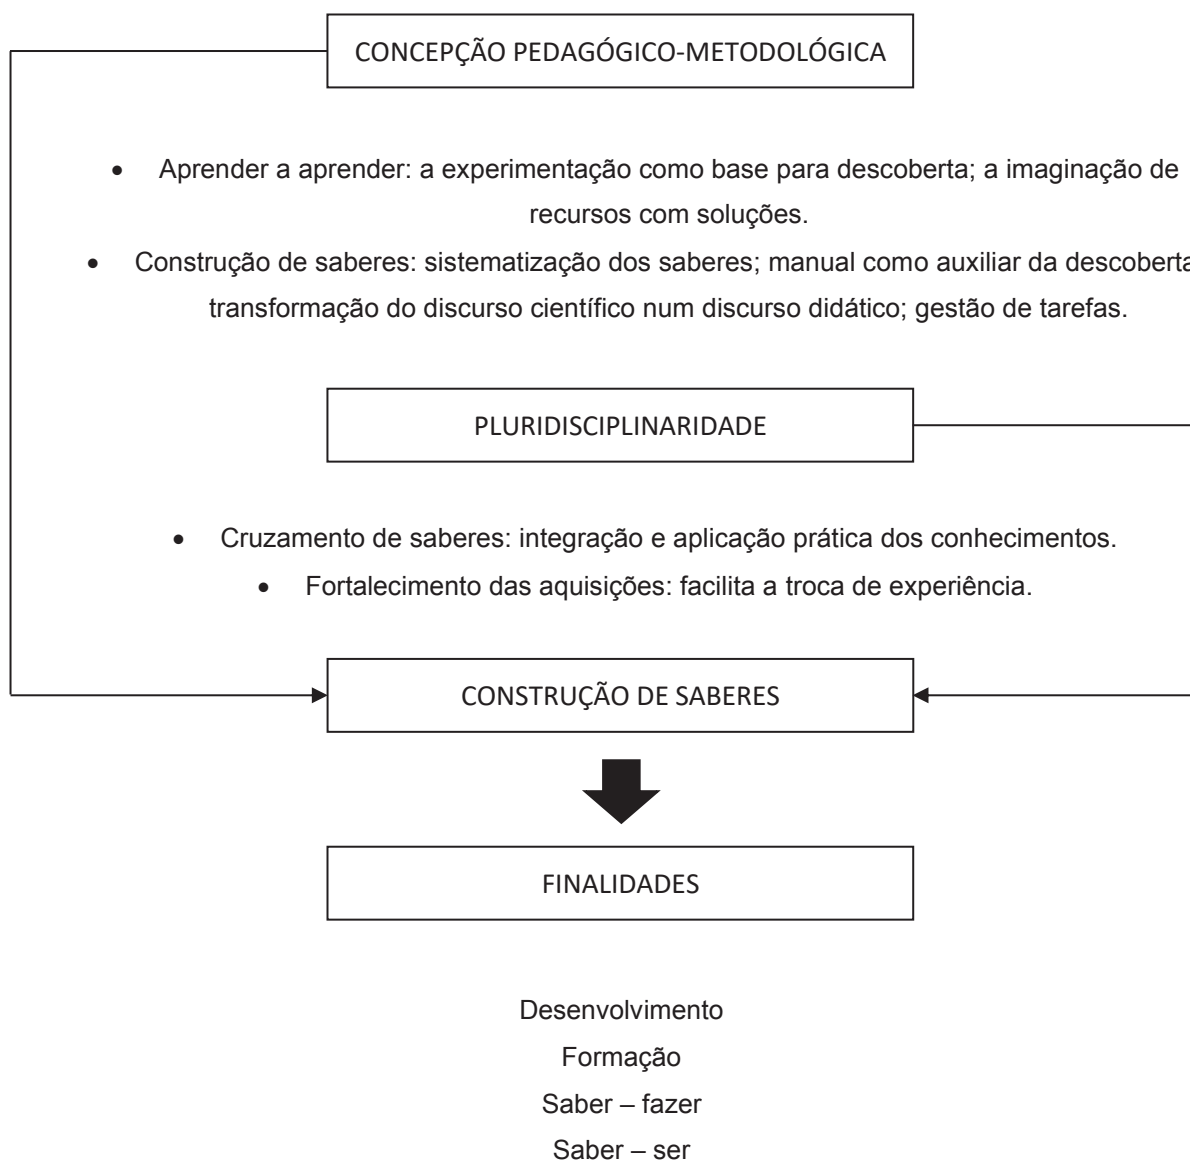 CONCEPÇÃO PEDAGÓGICO-METODOLÓGICA
• Aprender a aprender: a experimentação como base para descoberta; a imaginação de
recursos com soluções.
• Construção de saberes: sistematização dos saberes; manual como auxiliar da descoberta
transformação do discurso científico num discurso didático; gestão de tarefas.
PLURIDISCIPLINARIDADE
• Cruzamento de saberes: integração e aplicação prática dos conhecimentos.
• Fortalecimento das aquisições: facilita a troca de experiência.
CONSTRUÇÃO DE SABERES
FINALIDADES
Desenvolvimento
Formação
Saber – fazer
Saber – ser